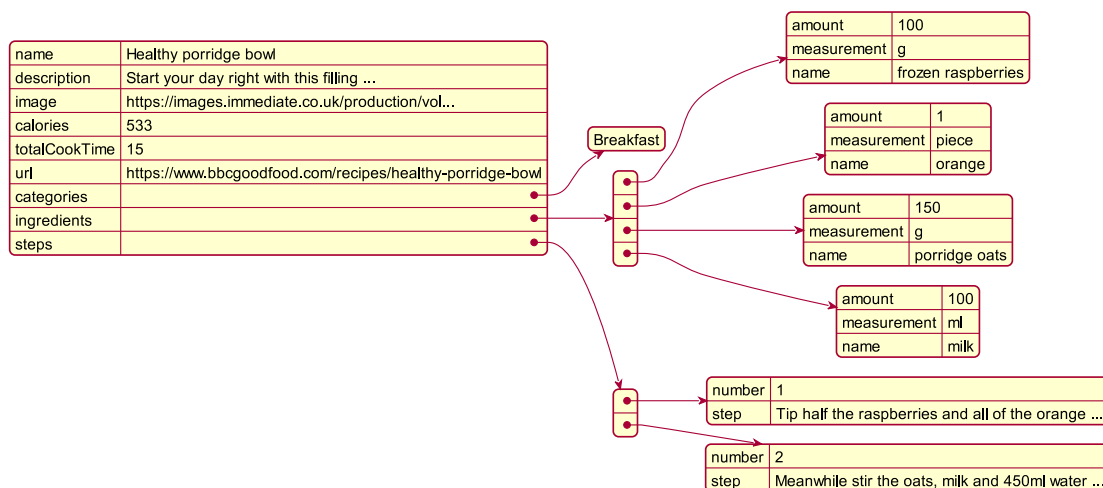 name Healthy porridge bowl
description Start your day right with this filling ...
image https://images.immediate.co.uk/production/vol...
calories 533
totalCookTime 15
url https://www.bbcgoodfood.com/recipes/healthy-porridge-bowl
categories
ingredients
steps
Breakfast
amount 100
measurement g
name frozen raspberries
amount 1
measurement piece
name orange
amount 150
measurement g
name porridge oats
amount 100
measurement ml
name milk
number 1
step Tip half the raspberries and all of the orange ...
number 2
step Meanwhile stir the oats, milk and 450ml water ...